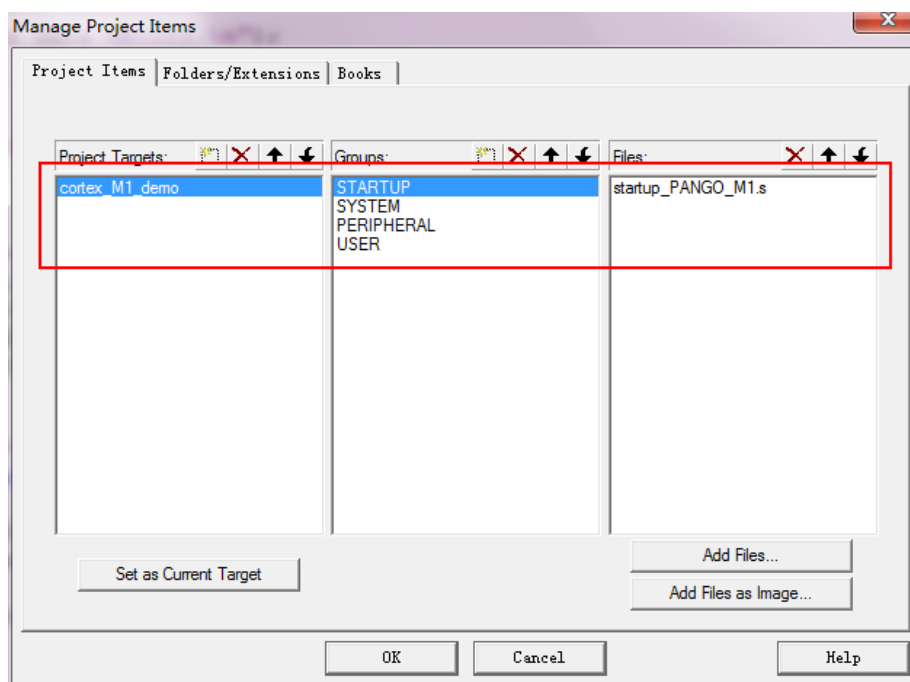 Manage Project Items
Project Items Folders/Extensions Books
Project Targets: Groups: Files:
cortex_M1_demo STARTUP startup_PANGO_M1.s
SYSTEM
PERIPHERAL
USER
Add Files...
Set as Current Target
Add Files as Image...
OK Cancel Help